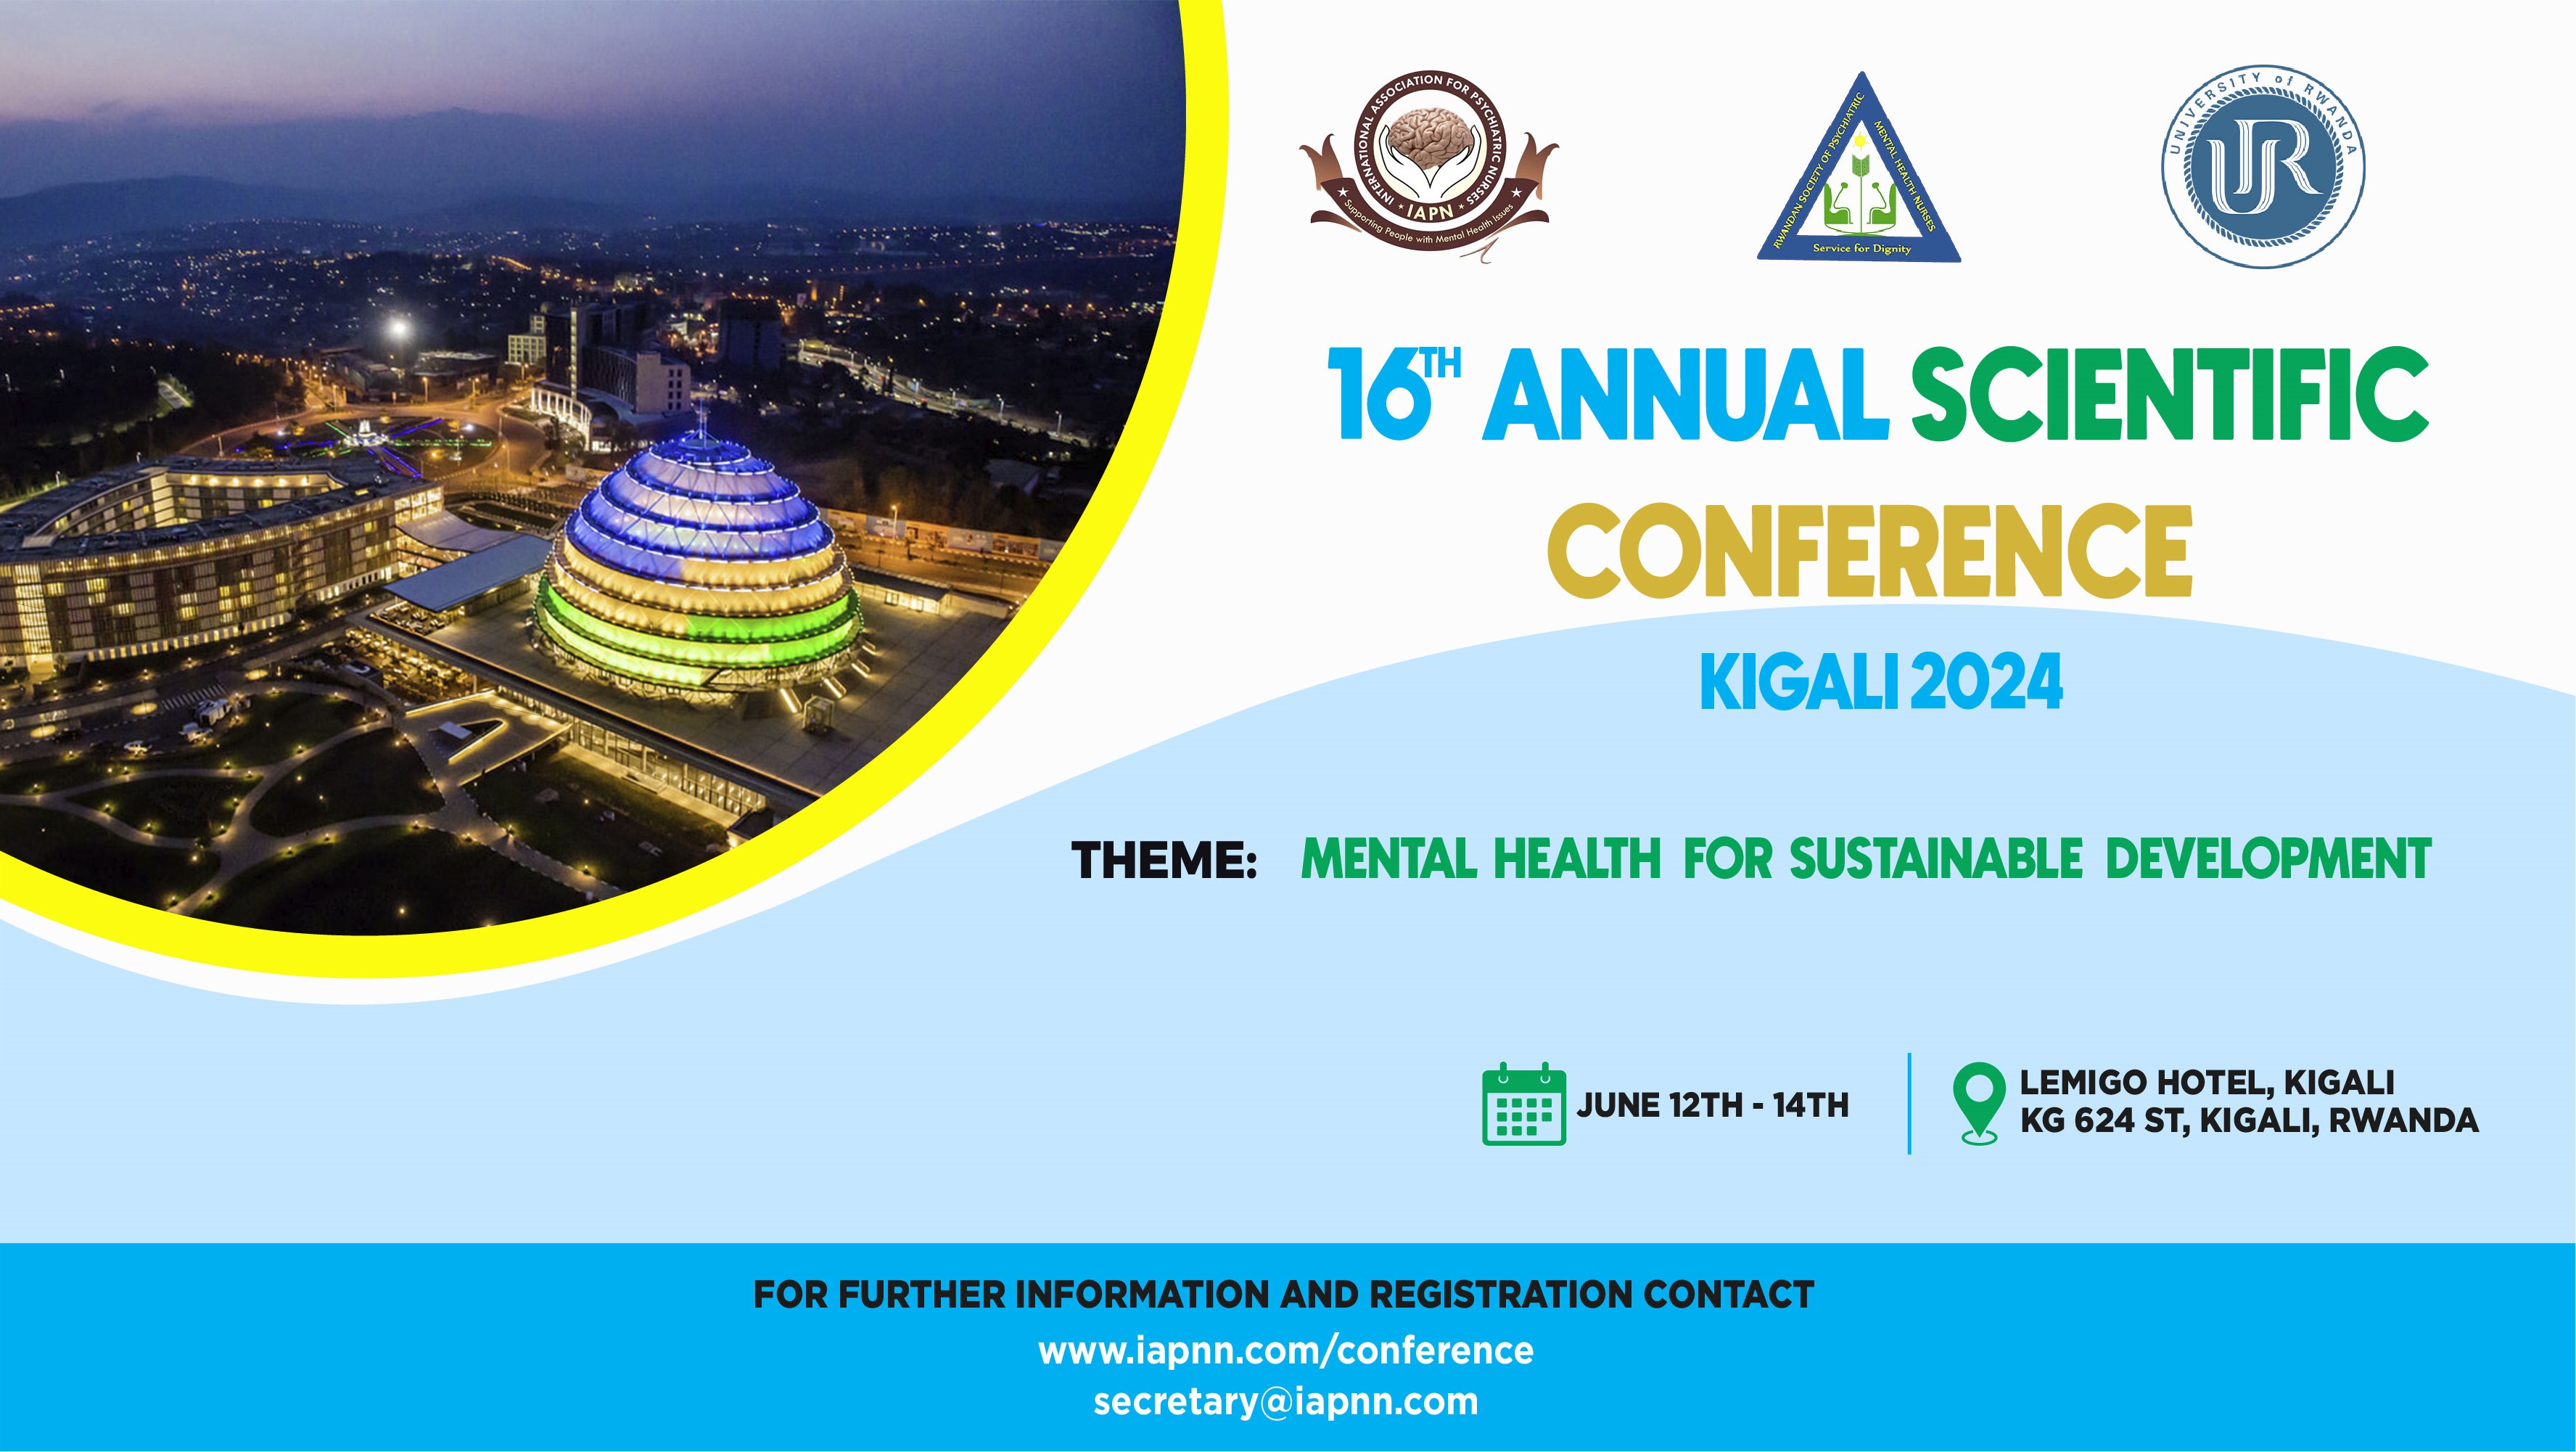 INTERNATIONAL ASSOCIATION FOR PSYCHIATRIC NURSES
IAPN
Supporting People with Mental Health Issues
RWANDAN SOCIETY OF PSYCHIATRIC
MENTAL HEALTH NURSES
Service for Dignity
UNIVERSITY of RWANDA
UR
16TH ANNUAL SCIENTIFIC
CONFERENCE
KIGALI 2024
THEME: MENTAL HEALTH FOR SUSTAINABLE DEVELOPMENT
JUNE 12TH - 14TH
LEMIGO HOTEL, KIGALI
KG 624 ST, KIGALI, RWANDA
FOR FURTHER INFORMATION AND REGISTRATION CONTACT
www.iapnn.com/conference
secretary@iapnn.com